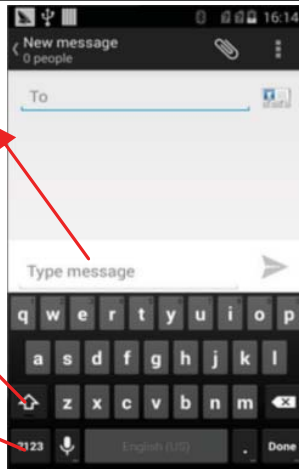 16:14
New message
0 people
To
Type message
q w e r t y u i o p
a s d f g h j k l
z x c v b n m
?123 English (US) . Done